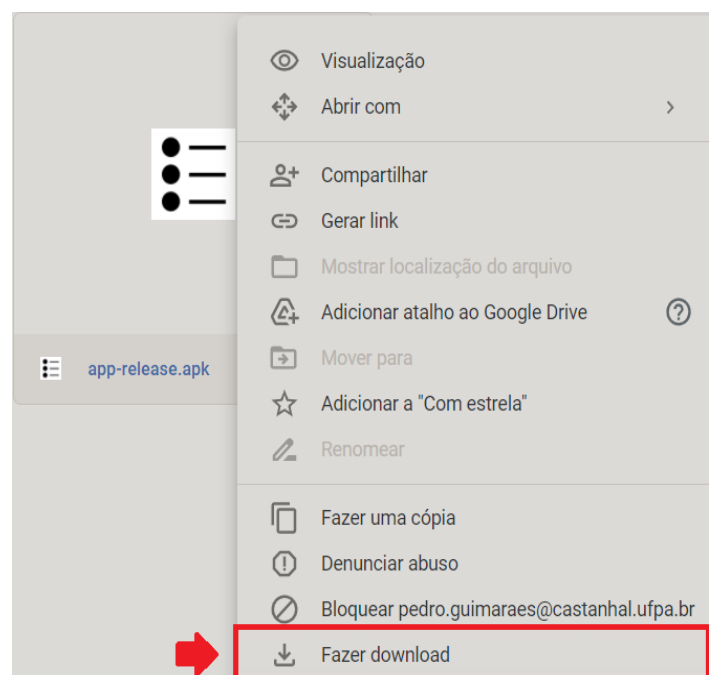 Visualização
Abrir com
Compartilhar
Gerar link
Mostrar localização do arquivo
Adicionar atalho ao Google Drive
app-release.apk
Mover para
Adicionar a "Com estrela"
Renomear
Fazer uma cópia
Denunciar abuso
Bloquear pedro.guimaraes@castanhal.ufpa.br
Fazer download